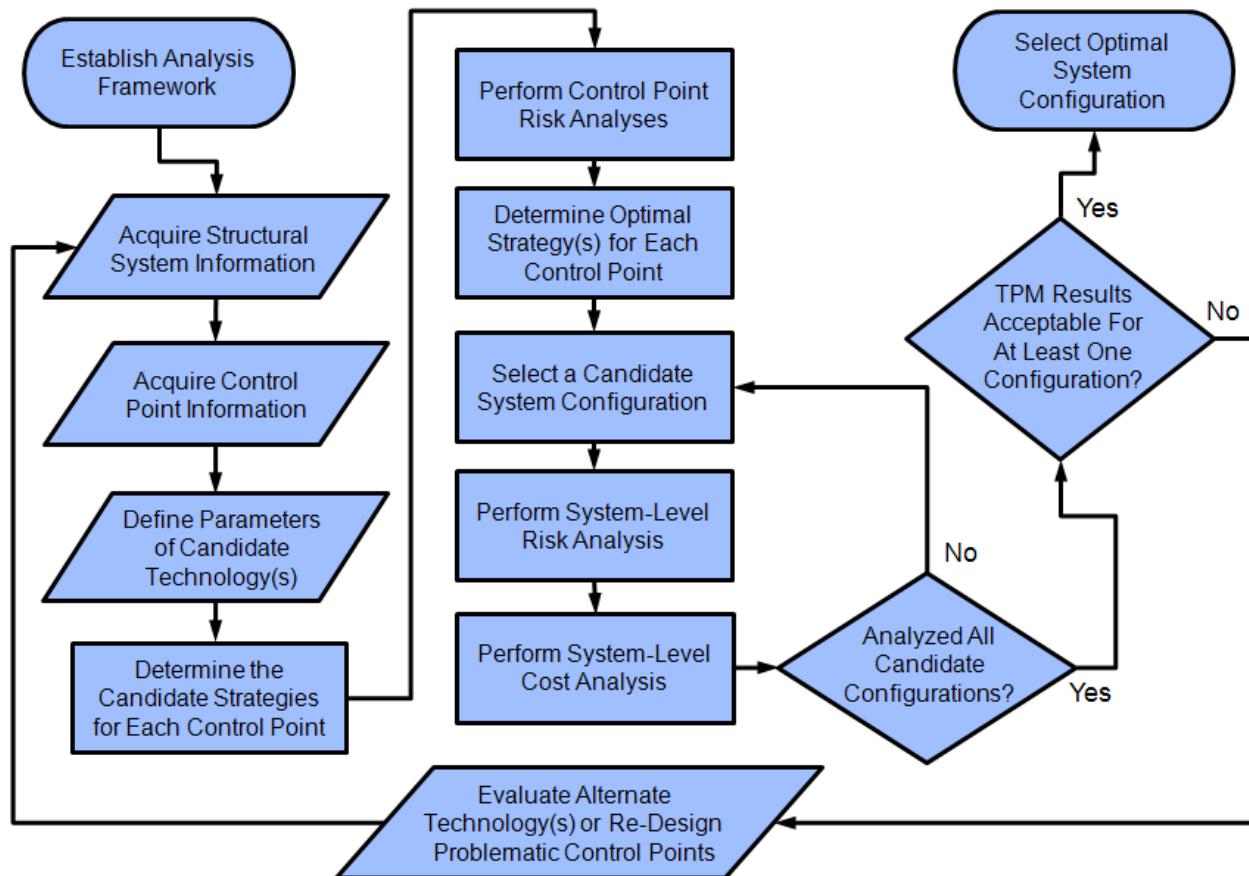 Establish Analysis
Framework
Acquire Structural
System Information
Acquire Control
Point Information
Define Parameters
of Candidate
Technology(s)
Determine the
Candidate Strategies
for Each Control Point
Perform Control Point
Risk Analyses
Determine Optimal
Strategy(s) for Each
Control Point
Select a Candidate
System Configuration
Perform System-Level
Risk Analysis
Perform System-Level
Cost Analysis
Analyzed All
Candidate
Configurations?
No
Yes
TPM Results
Acceptable For
At Least One
Configuration?
Yes
No
Select Optimal
System
Configuration
Evaluate Alternate
Technology(s) or Re-Design
Problematic Control Points